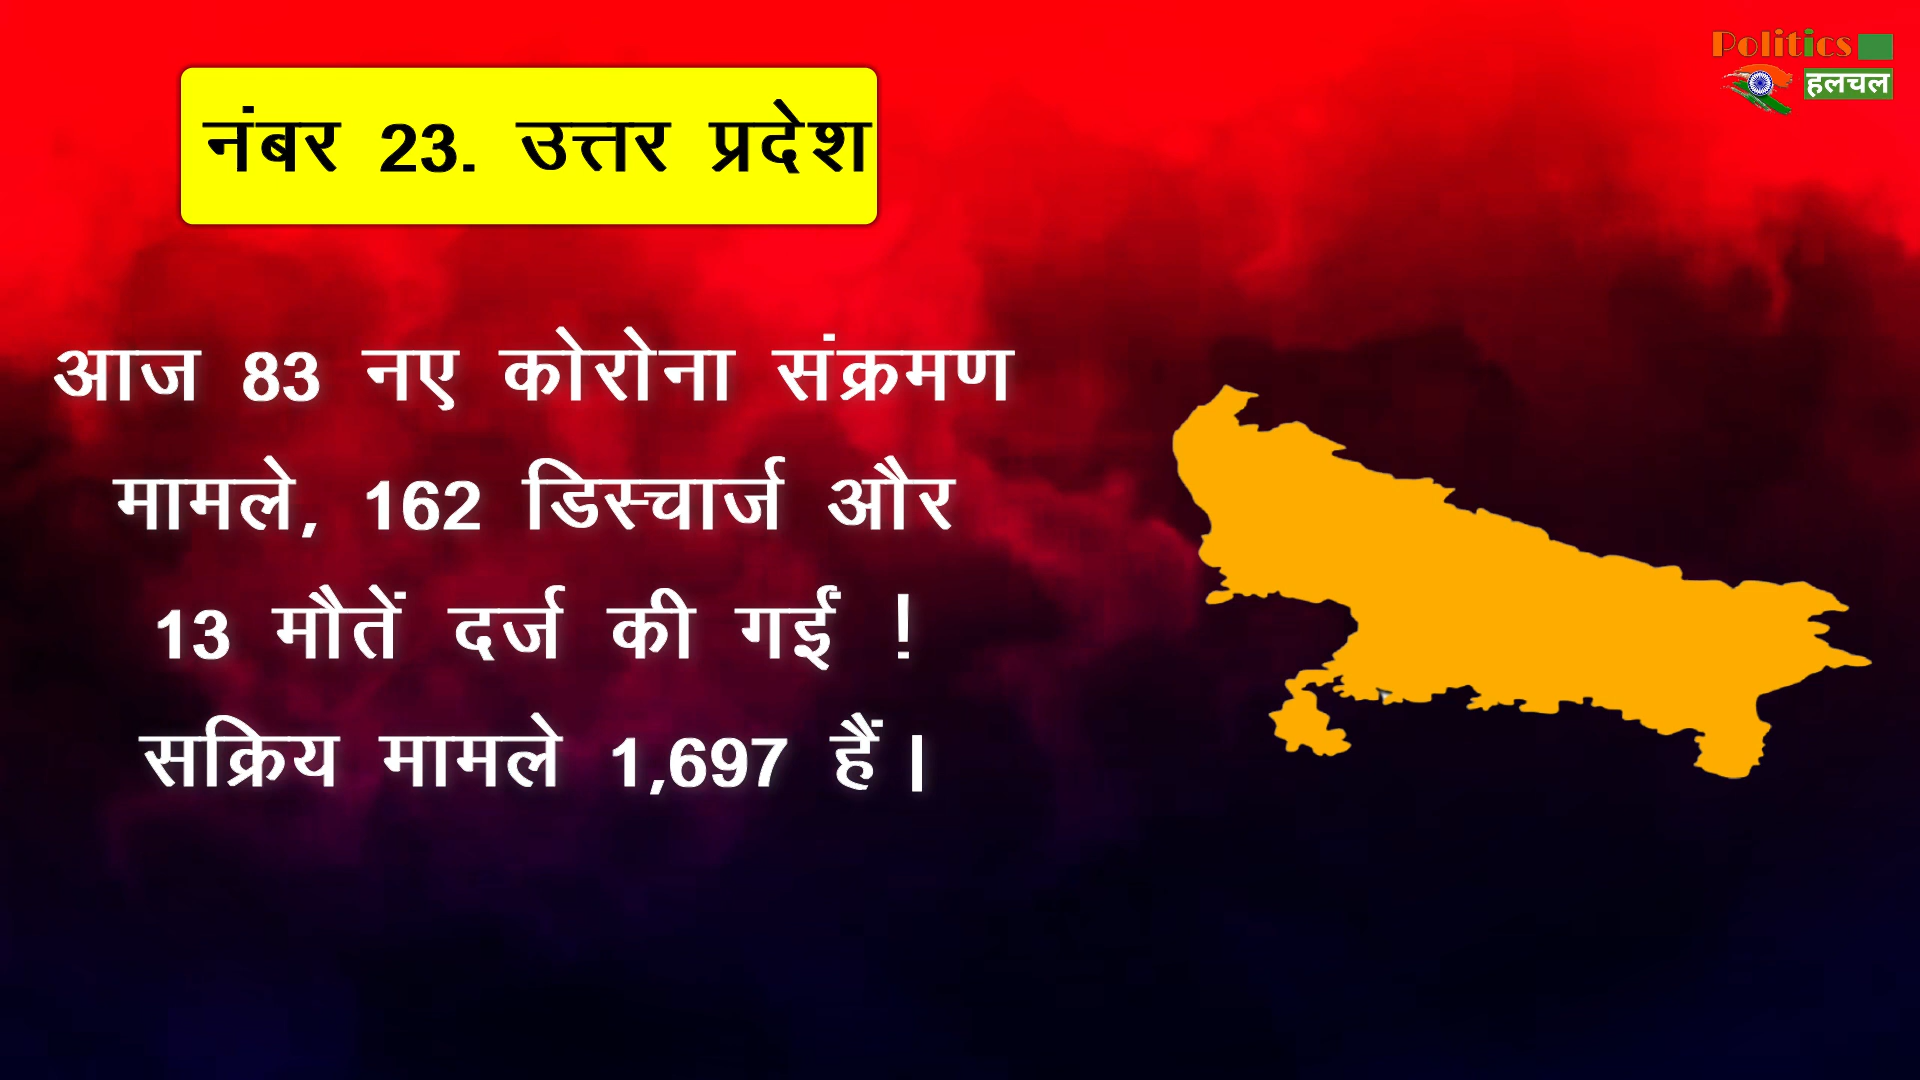 Politics
हलचल
नंबर 23. उत्तर प्रदेश
आज 83 नए कोरोना संक्रमण
मामले, 162 डिस्चार्ज और
13 मौतें दर्ज की गईं !
सक्रिय मामले 1,697 हैं।